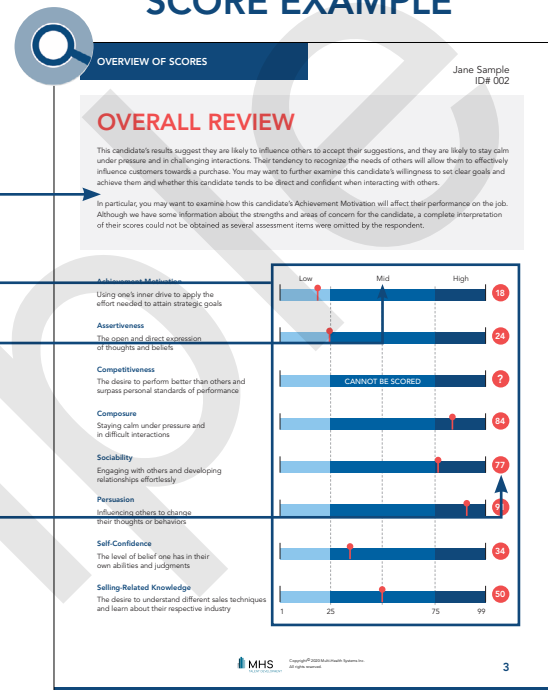 SCORE EXAMPLE
OVERVIEW OF SCORES
Jane Sample
ID# 002
OVERALL REVIEW
This candidate's results suggest they are likely to influence others to accept their suggestions, and they are likely to stay calm
under pressure and in challenging interactions. Their tendency to recognize the needs of others will allow them to effectively
influence customers towards a purchase. You may want to further examine this candidate's willingness to set clear goals and
achieve them and whether this candidate tends to be direct and confident when interacting with others.
In particular, you may want to examine how this candidate's Achievement Motivation will affect their performance on the job.
Although we have some information about the strengths and areas of concern for the candidate, a complete interpretation
of their scores could not be obtained as several assessment items were omitted by the respondent.
Low Mid High
Achievement Motivation
Using one's inner drive to apply the
effort needed to attain strategic goals
18
Assertiveness
The open and direct expression
of thoughts and beliefs
24
Competitiveness
The desire to perform better than others and
surpass personal standards of performance
CANNOT BE SCORED
?
Composure
Staying calm under pressure and
in difficult interactions
84
Sociability
Engaging with others and developing
relationships effortlessly
77
Persuasion
Influencing others to change
their thoughts or behaviors
Self-Confidence
The level of belief one has in their
own abilities and judgments
34
Selling-Related Knowledge
The desire to understand different sales techniques
and learn about their respective industry
50
1 25 75 99
MHS
Copyright© 2020 Multi-Health Systems Inc.
All rights reserved.
3